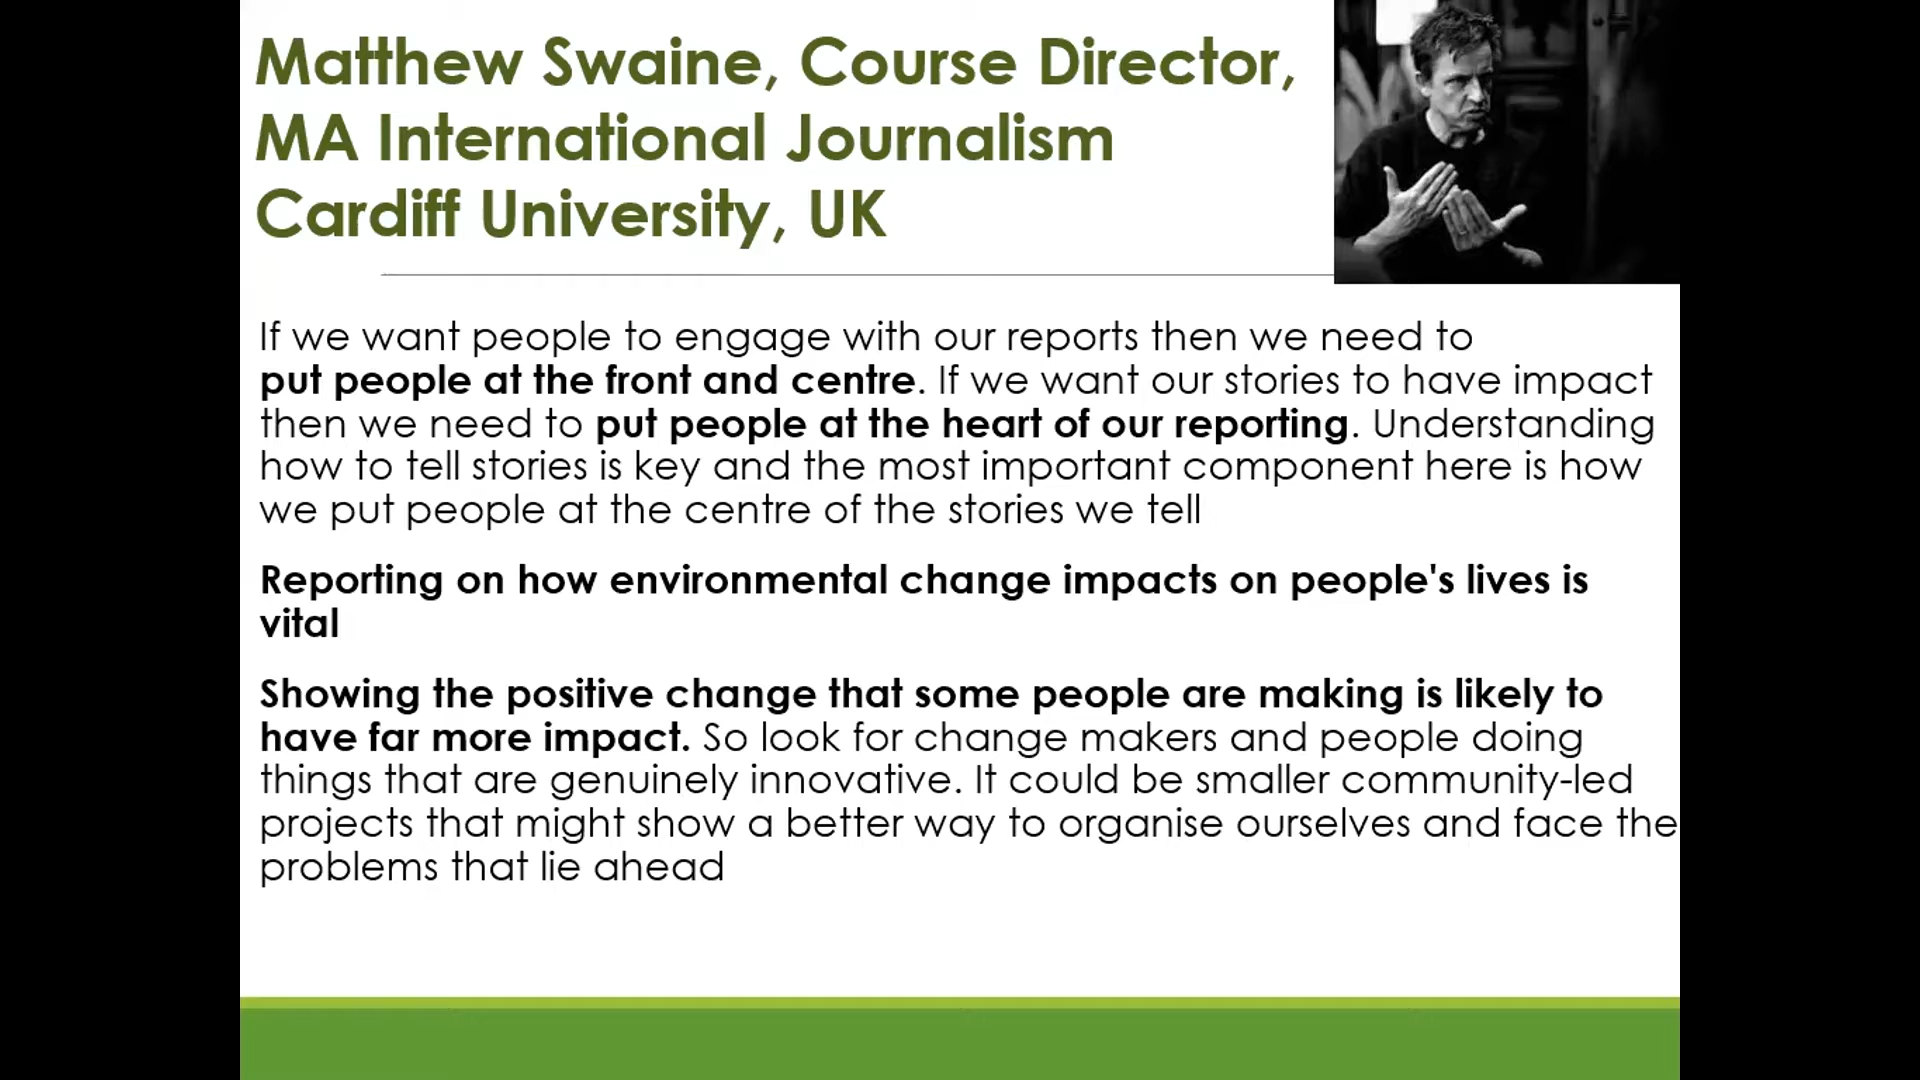 Matthew Swaine, Course Director,
MA International Journalism
Cardiff University, UK
If we want people to engage with our reports then we need to
put people at the front and centre. If we want our stories to have impact
then we need to put people at the heart of our reporting. Understanding
how to tell stories is key and the most important component here is how
we put people at the centre of the stories we tell
Reporting on how environmental change impacts on people's lives is
vital
Showing the positive change that some people are making is likely to
have far more impact. So look for change makers and people doing
things that are genuinely innovative. It could be smaller community-led
projects that might show a better way to organise ourselves and face the
problems that lie ahead